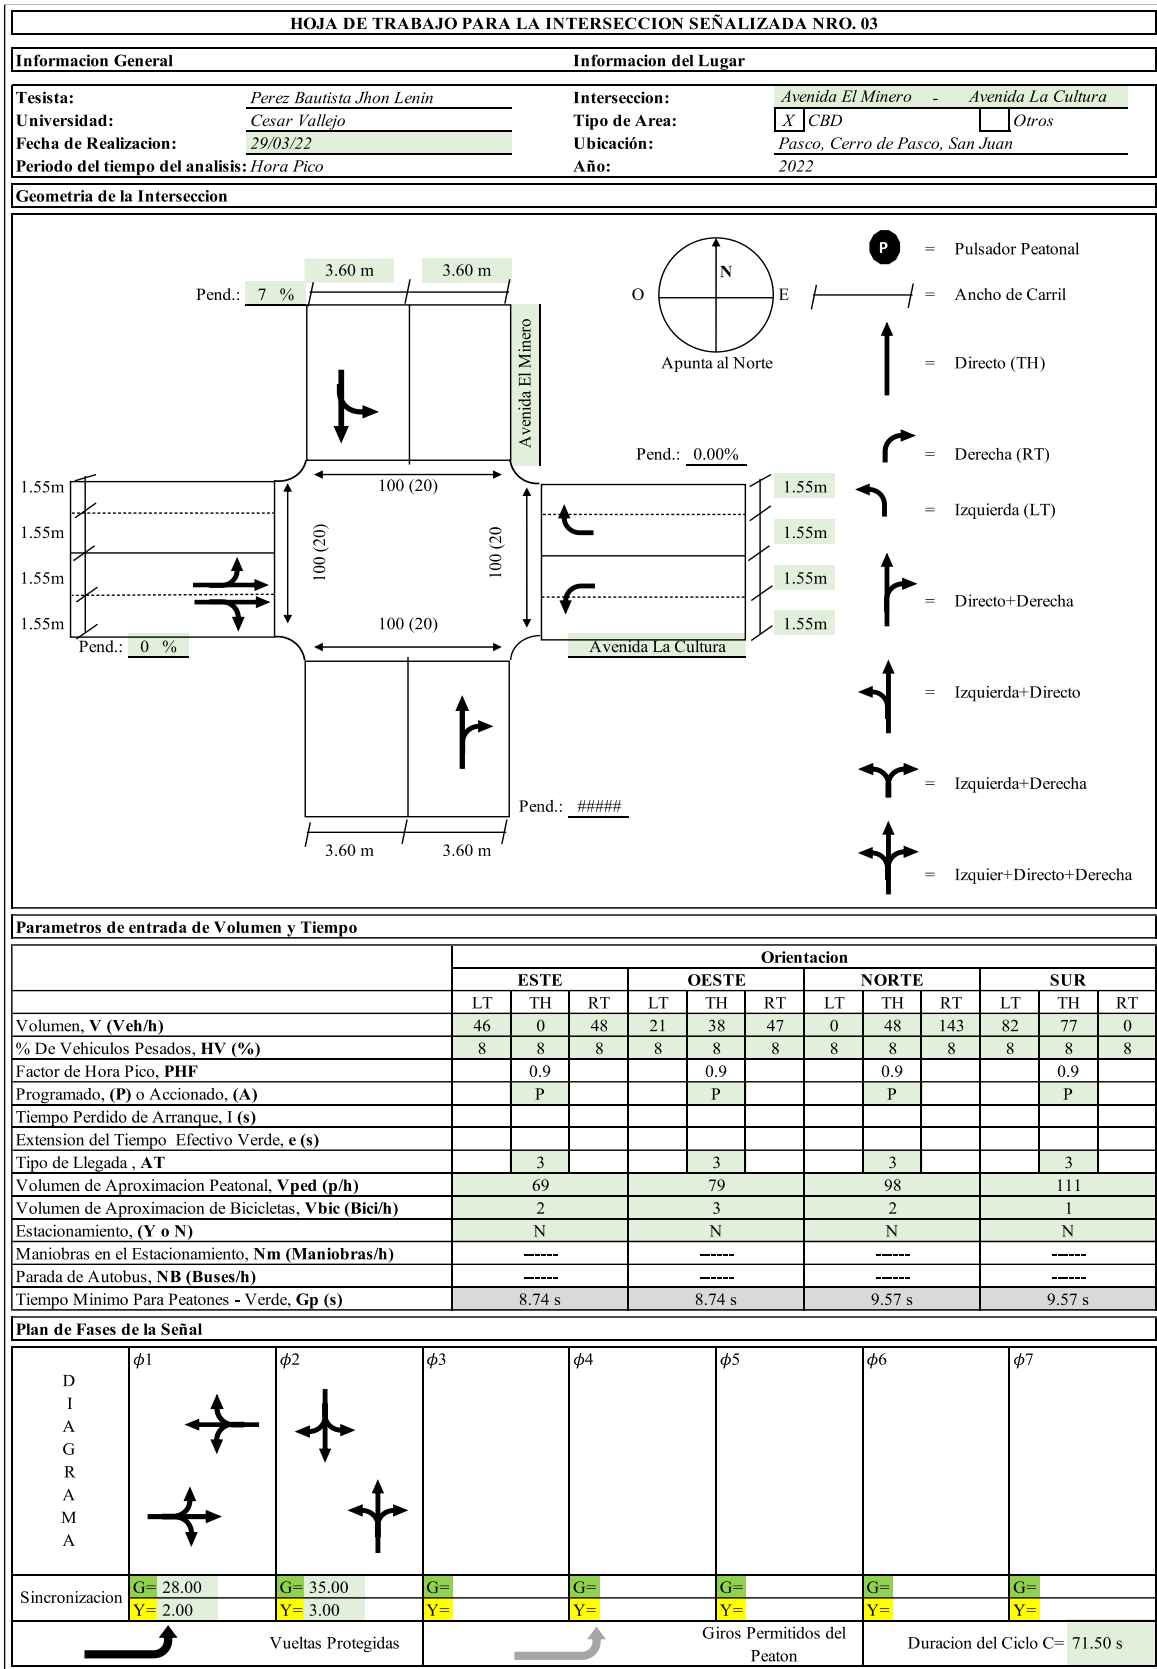 HOJA DE TRABAJO PARA LA INTERSECCION SEÑALIZADA NRO. 03
Informacion General Informacion del Lugar
Tesista: Perez Bautista Jhon Lenin Interseccion: Avenida El Minero - Avenida La Cultura
Universidad: Cesar Vallejo Tipo de Area: X CBD Otros
Fecha de Realizacion: 29/03/22 Ubicación: Pasco, Cerro de Pasco, San Juan
Periodo del tiempo del analisis: Hora Pico Año: 2022
Geometria de la Interseccion
3.60 m 3.60 m
Pend.: 7 %
Avenida El Minero
N
O E
Apunta al Norte
P = Pulsador Peatonal
= Ancho de Carril
= Directo (TH)
= Derecha (RT)
= Izquierda (LT)
= Directo+Derecha
= Izquierda+Directo
= Izquierda+Derecha
= Izquier+Directo+Derecha
Pend.: 0.00%
1.55m
1.55m
1.55m
1.55m
100 (20)
100 (20)
100 (20
100 (20)
1.55m
1.55m
1.55m
1.55m
Pend.: 0 %
Avenida La Cultura
Pend.: #####
3.60 m 3.60 m
Parametros de entrada de Volumen y Tiempo
Orientacion
ESTE OESTE NORTE SUR
LT TH RT LT TH RT LT TH RT LT TH RT
Volumen, V (Veh/h) 46 0 48 21 38 47 0 48 143 82 77 0
% De Vehiculos Pesados, HV (%) 8 8 8 8 8 8 8 8 8 8 8 8
Factor de Hora Pico, PHF 0.9 0.9 0.9 0.9
Programado, (P) o Accionado, (A) P P P P
Tiempo Perdido de Arranque, I (s)
Extension del Tiempo Efectivo Verde, e (s)
Tipo de Llegada , AT 3 3 3 3
Volumen de Aproximacion Peatonal, Vped (p/h) 69 79 98 111
Volumen de Aproximacion de Bicicletas, Vbic (Bici/h) 2 3 2 1
Estacionamiento, (Y o N) N N N N
Maniobras en el Estacionamiento, Nm (Maniobras/h) ------ ------ ------ ------
Parada de Autobus, NB (Buses/h) ------ ------ ------ ------
Tiempo Minimo Para Peatones - Verde, Gp (s) 8.74 s 8.74 s 9.57 s 9.57 s
Plan de Fases de la Señal
DIAGRAMA
ϕ1 ϕ2 ϕ3 ϕ4 ϕ5 ϕ6 ϕ7
Sincronizacion
G= 28.00 G= 35.00 G= G= G= G= G=
Y= 2.00 Y= 3.00 Y= Y= Y= Y= Y=
Vueltas Protegidas Giros Permitidos del Peaton Duracion del Ciclo C= 71.50 s